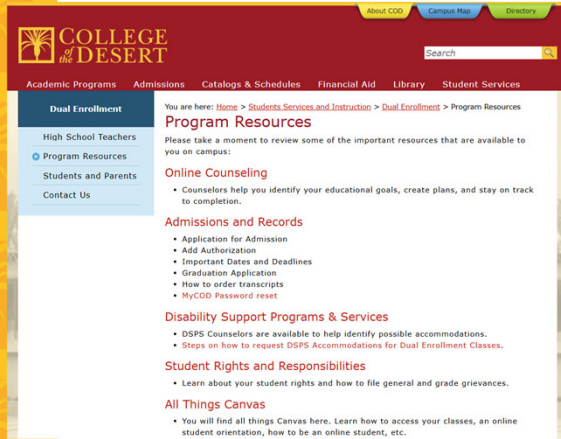 About COD
Campus Map
Directory
COLLEGE
of the DESERT
Search
Academic Programs Admissions Catalogs & Schedules Financial Aid Library Student Services
Dual Enrollment
High School Teachers
Program Resources
Students and Parents
Contact Us
You are here: Home > Students Services and Instruction > Dual Enrollment > Program Resources
Program Resources
Please take a moment to review some of the important resources that are available to
you on campus:
Online Counseling
• Counselors help you identify your educational goals, create plans, and stay on track
to completion.
Admissions and Records
• Application for Admission
• Add Authorization
• Important Dates and Deadlines
• Graduation Application
• How to order transcripts
• MyCOD Password reset
Disability Support Programs & Services
• DSPS Counselors are available to help identify possible accommodations.
• Steps on how to request DSPS Accommodations for Dual Enrollment Classes.
Student Rights and Responsibilities
• Learn about your student rights and how to file general and grade grievances.
All Things Canvas
• You will find all things Canvas here. Learn how to access your classes, an online
student orientation, how to be an online student, etc.